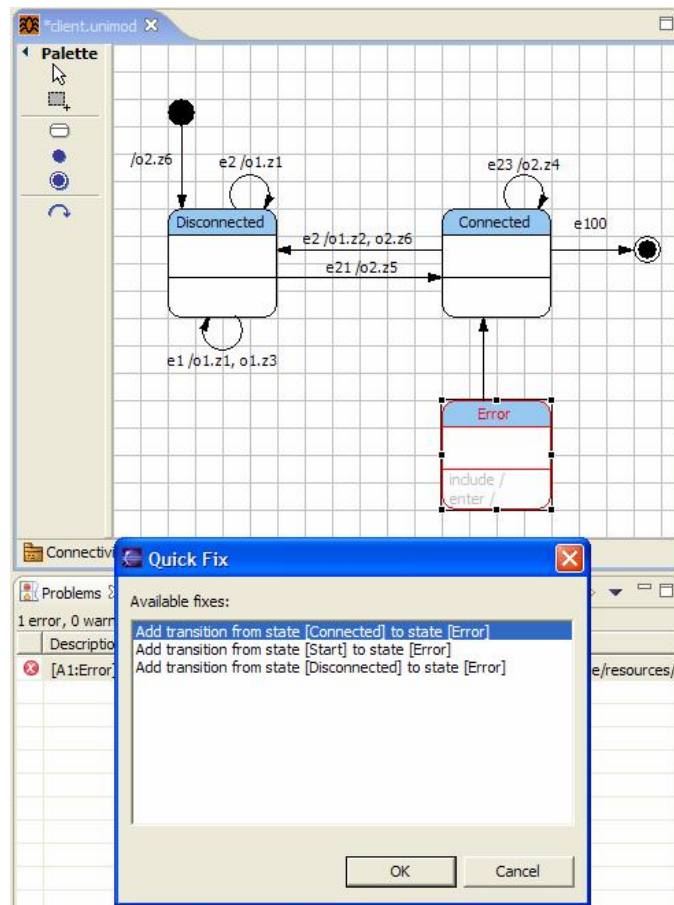 *client.unimod
Palette
/o2.z6
e2 /o1.z1
e23 /o2.z4
Disconnected
Connected
e100
e2 /o1.z2, o2.z6
e21 /o2.z5
e1 /o1.z1, o1.z3
Error
include /
enter /
Connectivi
Quick Fix
Problems
Available fixes:
1 error, 0 warn
Add transition from state [Connected] to state [Error]
Add transition from state [Start] to state [Error]
Descriptio
[A1:Error]
Add transition from state [Disconnected] to state [Error]
e/resources/
OK
Cancel